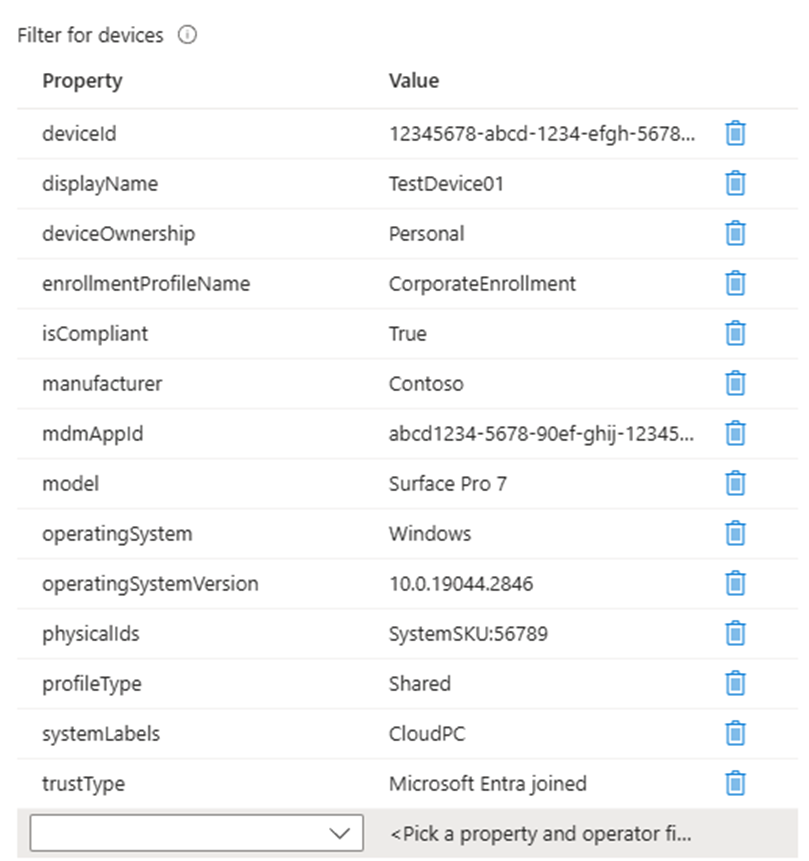 Filter for devices
Property Value
deviceId 12345678-abcd-1234-efgh-5678...
displayName TestDevice01
deviceOwnership Personal
enrollmentProfileName CorporateEnrollment
isCompliant True
manufacturer Contoso
mdmAppId abcd1234-5678-90ef-ghij-12345...
model Surface Pro 7
operatingSystem Windows
operatingSystemVersion 10.0.19044.2846
physicalIds SystemSKU:56789
profileType Shared
systemLabels CloudPC
trustType Microsoft Entra joined
<Pick a property and operator fi...